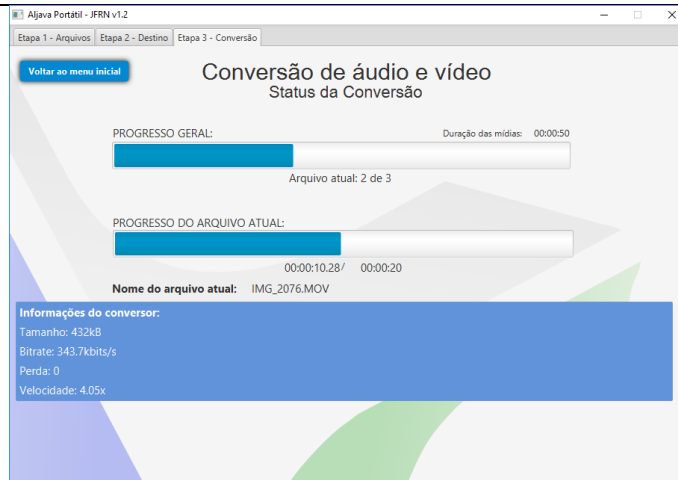 Aljava Portátil - JFRN v1.2
Etapa 1 - Arquivos Etapa 2 - Destino Etapa 3 - Conversão
Voltar ao menu inicial
Conversão de áudio e vídeo
Status da Conversão
PROGRESSO GERAL: Duração das mídias: 00:00:50
Arquivo atual: 2 de 3
PROGRESSO DO ARQUIVO ATUAL:
00:00:10.28/ 00:00:20
Nome do arquivo atual: IMG_2076.MOV
Informações do conversor:
Tamanho: 432kB
Bitrate: 343.7kbits/s
Perda: 0
Velocidade: 4.05x